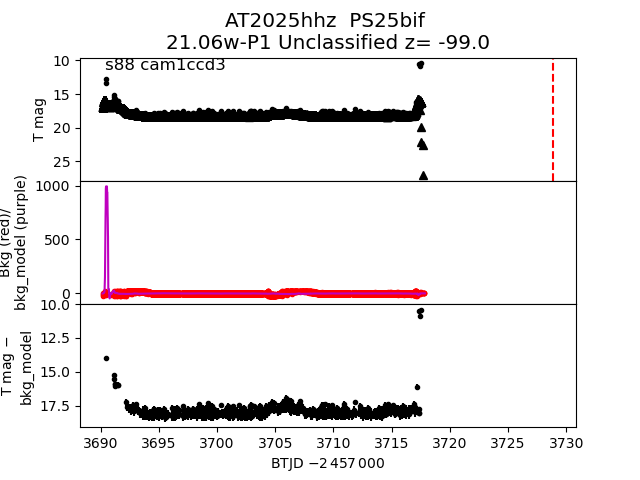 AT2025hhz  PS25bif
21.06w-P1 Unclassified z= -99.0
s88 cam1ccd3
10
15
20
25
T mag
1000
500
0
Bkg (red)/
bkg_model (purple)
10.0
12.5
15.0
17.5
T mag −
bkg_model
3690 3695 3700 3705 3710 3715 3720 3725 3730
BTJD −2 457 000